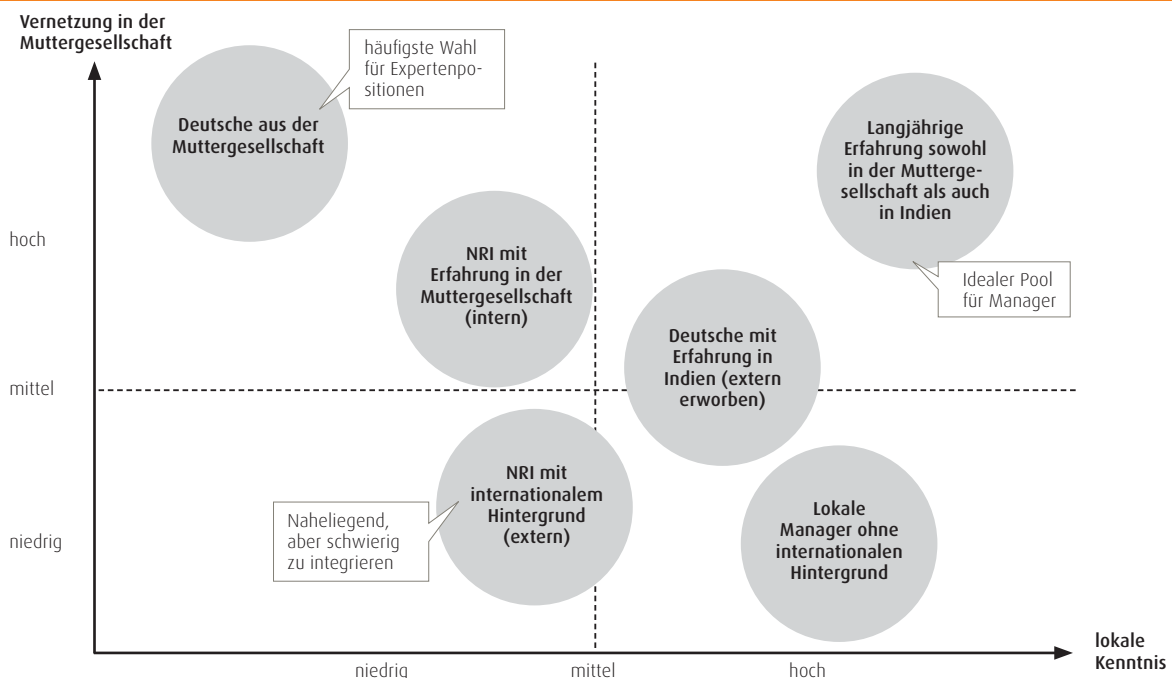 Vernetzung in der
Muttergesellschaft
häufigste Wahl
für Expertenpo-
sitionen
Deutsche aus der
Muttergesellschaft
Langjährige
Erfahrung sowohl
in der Mutterge-
sellschaft als auch
in Indien
hoch
NRI mit
Erfahrung in der
Muttergesellschaft
(intern)
Idealer Pool
für Manager
Deutsche mit
Erfahrung in
Indien (extern
erworben)
mittel
NRI mit
internationalem
Hintergrund
(extern)
Naheliegend,
aber schwierig
zu integrieren
Lokale
Manager ohne
internationalen
Hintergrund
niedrig
lokale
Kenntnis
niedrig
mittel
hoch